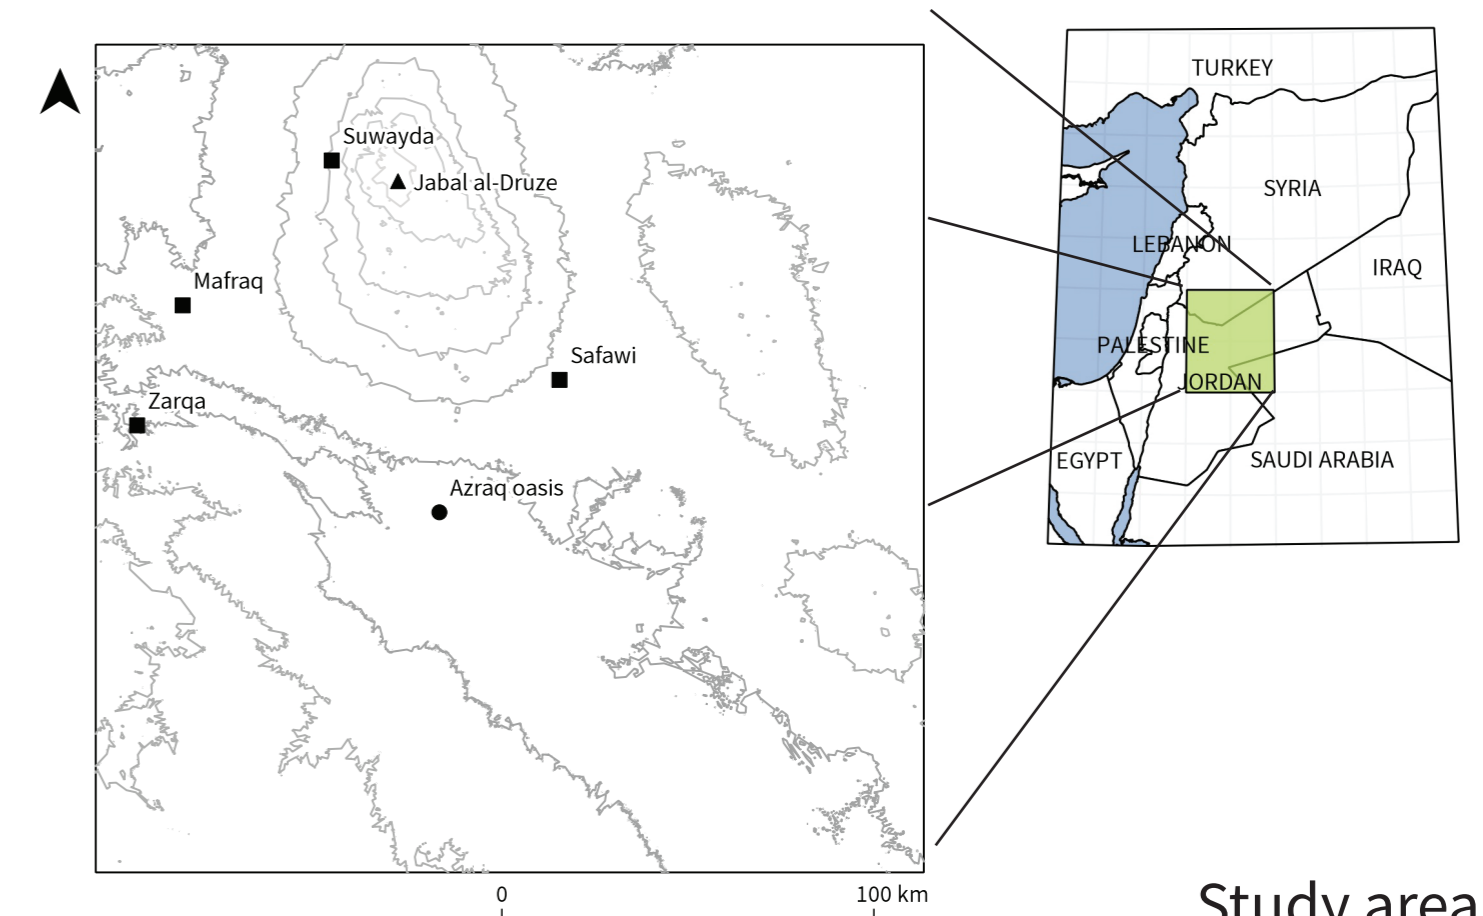 Suwayda
Jabal al-Druze
Mafraq
Safawi
Zarqa
Azraq oasis
0
100 km
TURKEY
SYRIA
LEBANON
IRAQ
PALESTINE
JORDAN
EGYPT
SAUDI ARABIA
Study area